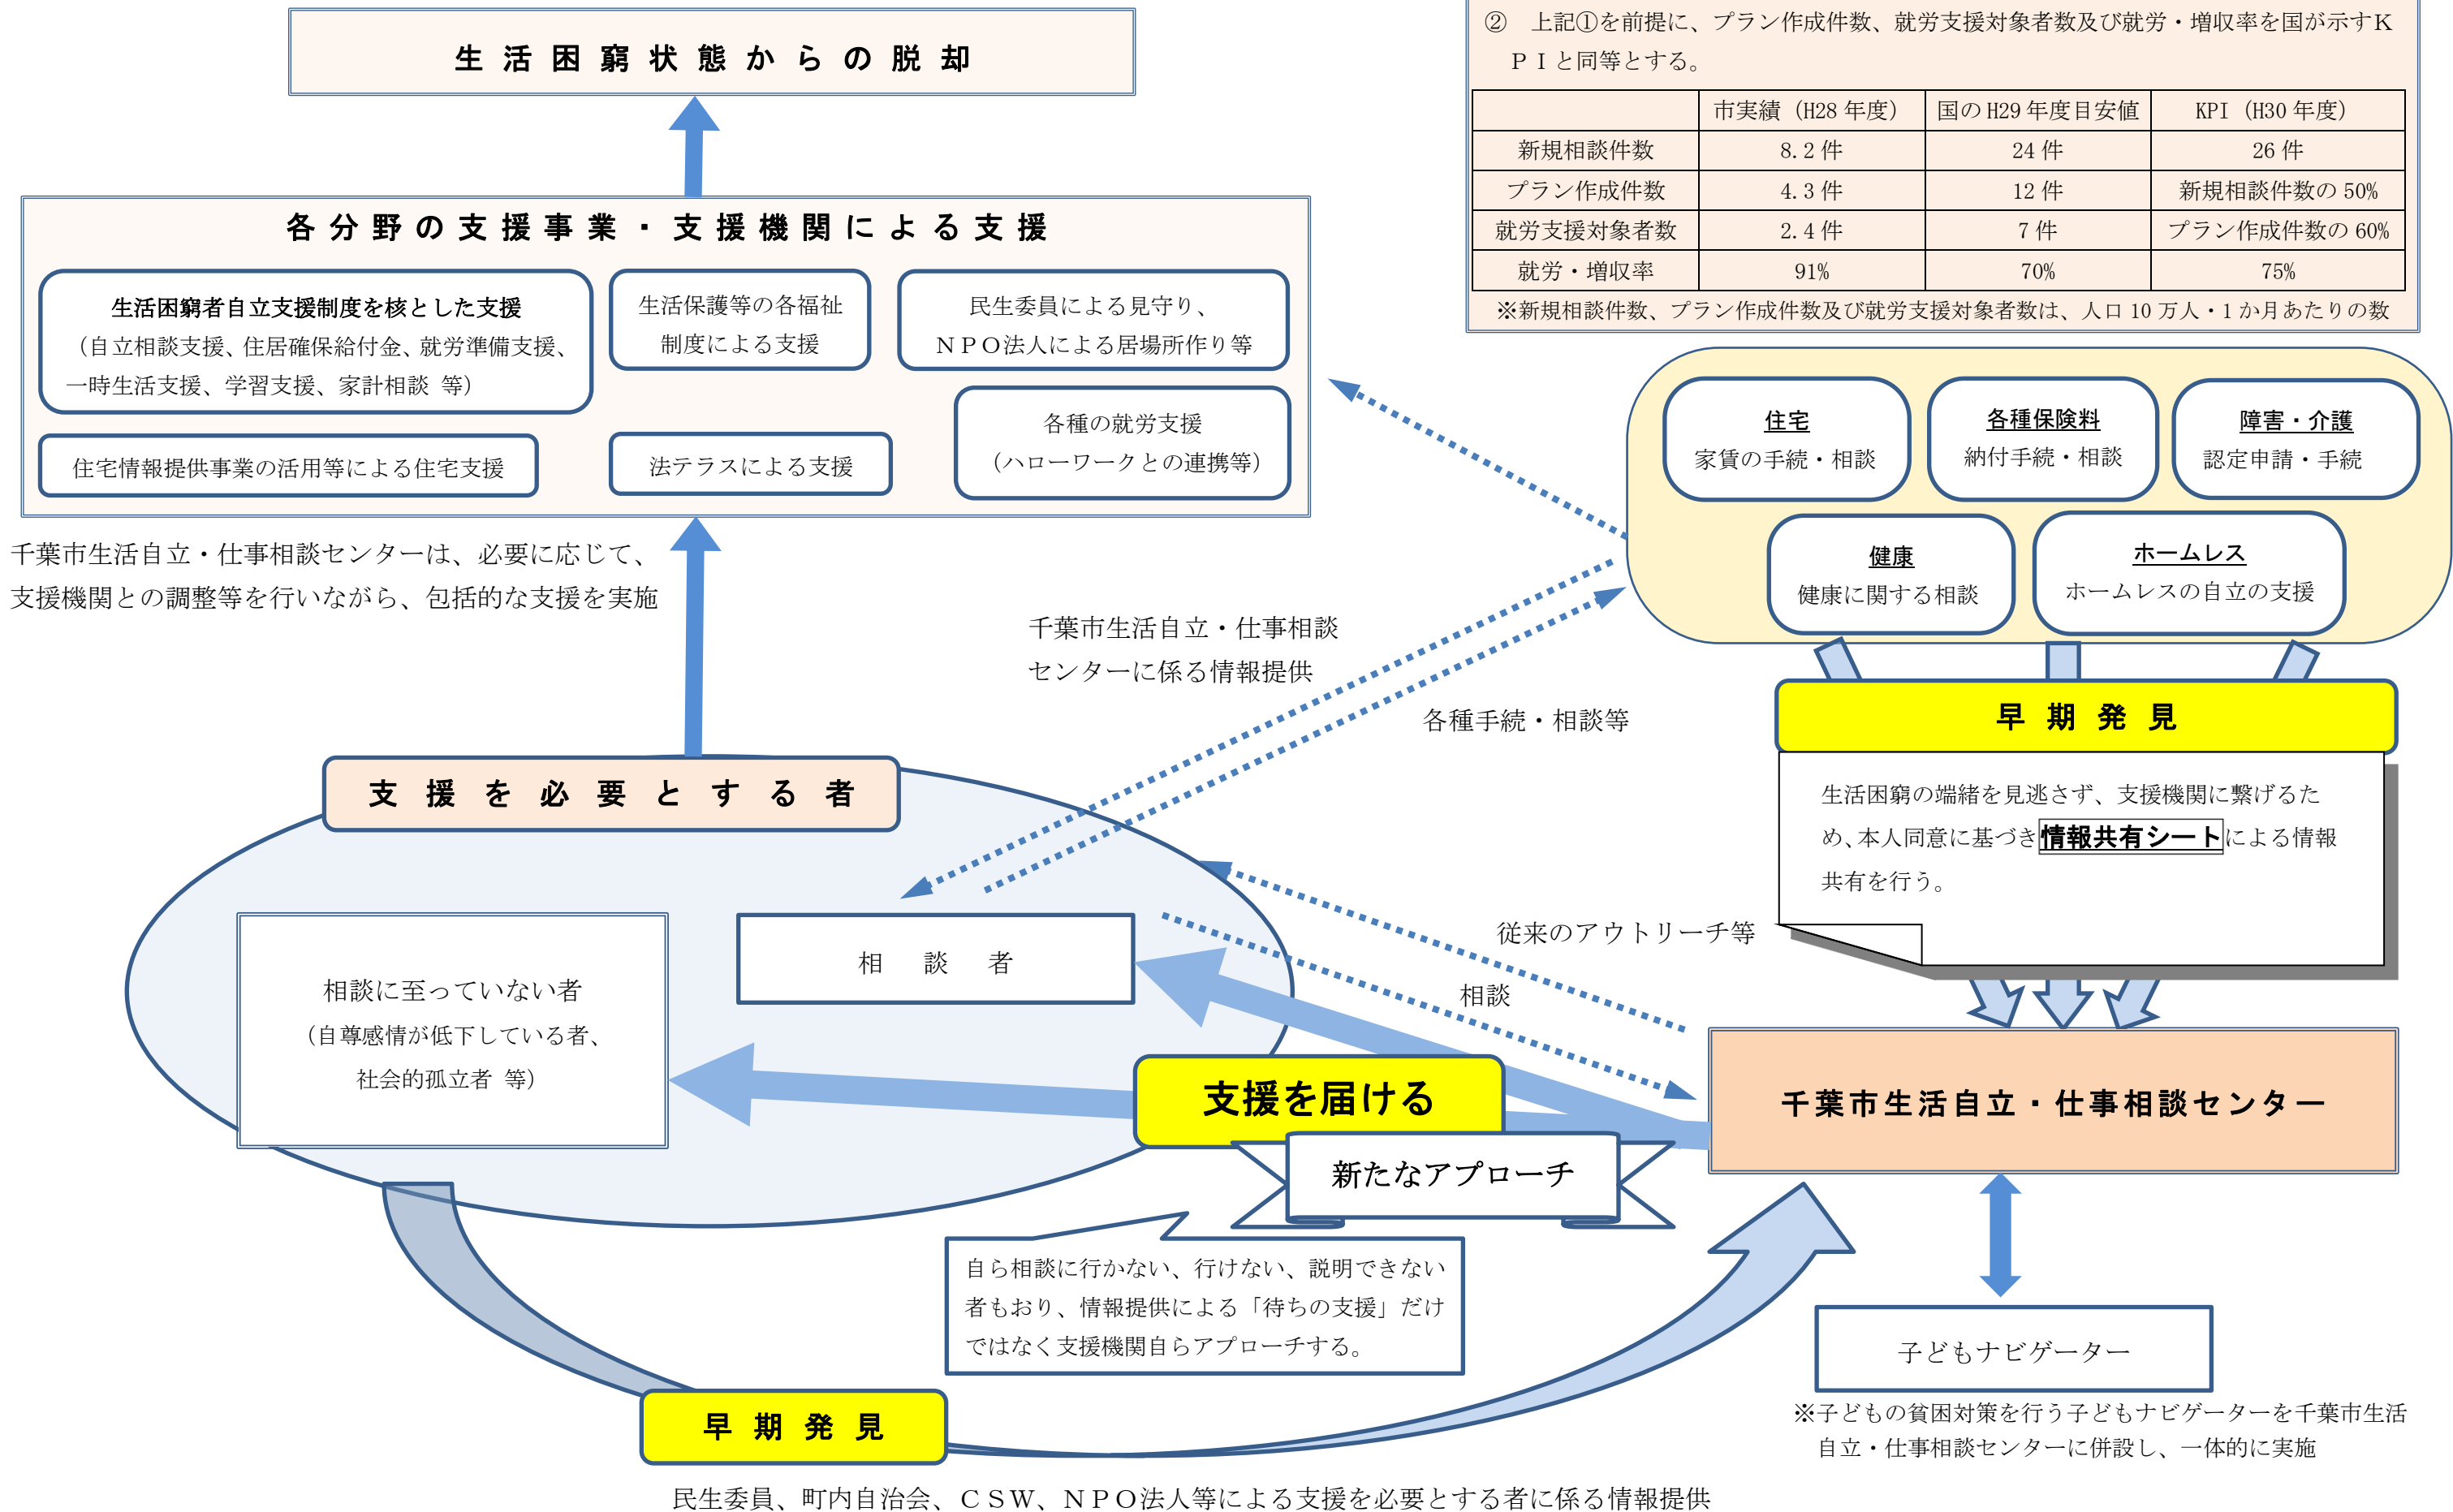 生活困窮状態からの脱却
② 上記①を前提に、プラン作成件数、就労支援対象者数及び就労・増収率を国が示すK
ＰＩと同等とする。
市実績（H28 年度） 国の H29 年度目安値 KPI（H30 年度）
新規相談件数 8.2 件 24 件 26 件
プラン作成件数 4.3 件 12 件 新規相談件数の 50%
就労支援対象者数 2.4 件 7 件 プラン作成件数の 60%
就労・増収率 91% 70% 75%
※新規相談件数、プラン作成件数及び就労支援対象者数は、人口 10 万人・1 か月あたりの数
各分野の支援事業・支援機関による支援
生活困窮者自立支援制度を核とした支援
（自立相談支援、住居確保給付金、就労準備支援、
一時生活支援、学習支援、家計相談 等）
生活保護等の各福祉
制度による支援
民生委員による見守り、
ＮＰＯ法人による居場所作り等
住宅情報提供事業の活用等による住宅支援
法テラスによる支援
各種の就労支援
（ハローワークとの連携等）
住宅
家賃の手続・相談
各種保険料
納付手続・相談
障害・介護
認定申請・手続
健康
健康に関する相談
ホームレス
ホームレスの自立の支援
千葉市生活自立・仕事相談センターは、必要に応じて、
支援機関との調整等を行いながら、包括的な支援を実施
千葉市生活自立・仕事相談
センターに係る情報提供
各種手続・相談等
早期発見
生活困窮の端緒を見逃さず、支援機関に繋げるた
め、本人同意に基づき情報共有シートによる情報
共有を行う。
支援を必要とする者
相談者
相談に至っていない者
（自尊感情が低下している者、
社会的孤立者 等）
従来のアウトリーチ等
相談
支援を届ける
新たなアプローチ
千葉市生活自立・仕事相談センター
自ら相談に行かない、行けない、説明できない
者もおり、情報提供による「待ちの支援」だけ
ではなく支援機関自らアプローチする。
子どもナビゲーター
※子どもの貧困対策を行う子どもナビゲーターを千葉市生活
自立・仕事相談センターに併設し、一体的に実施
早期発見
民生委員、町内自治会、ＣＳＷ、ＮＰＯ法人等による支援を必要とする者に係る情報提供